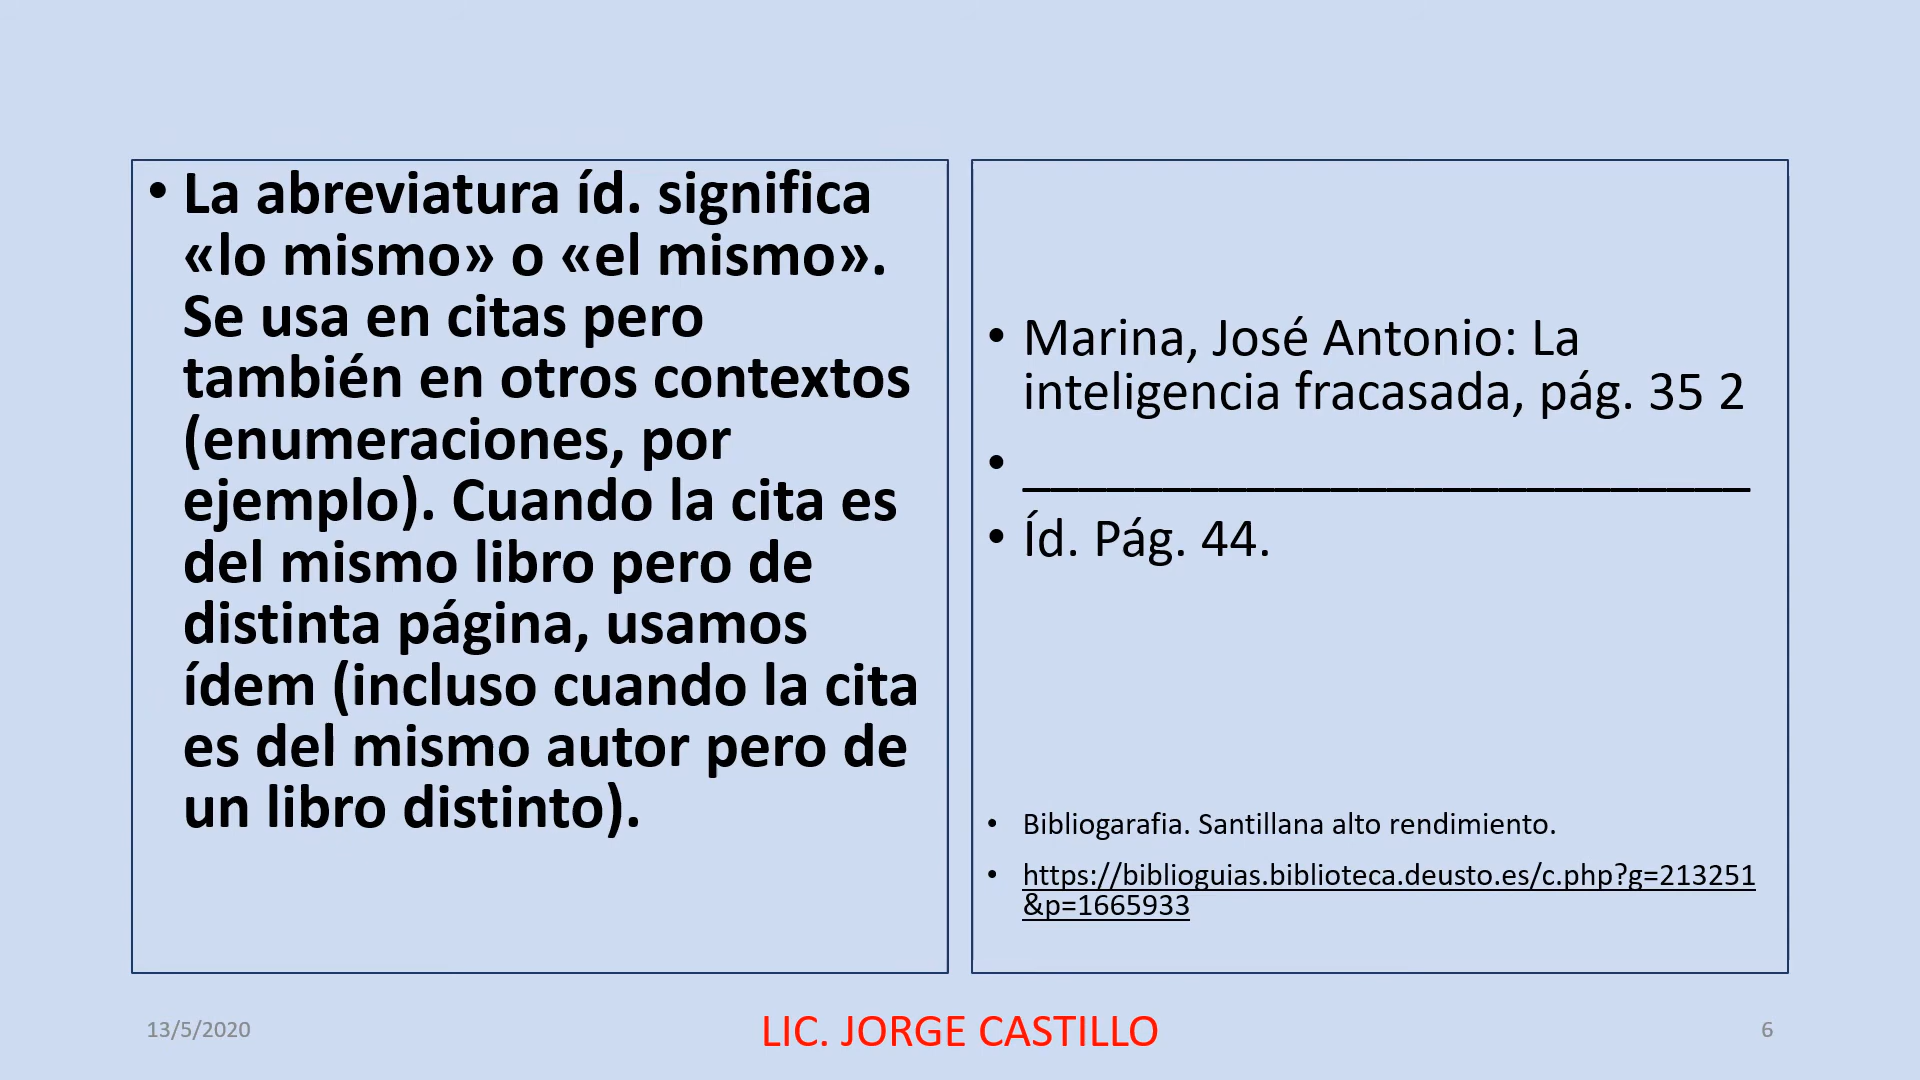 • La abreviatura íd. significa
«lo mismo» o «el mismo».
Se usa en citas pero
también en otros contextos
(enumeraciones, por
ejemplo). Cuando la cita es
del mismo libro pero de
distinta página, usamos
ídem (incluso cuando la cita
es del mismo autor pero de
un libro distinto).
• Marina, José Antonio: La
inteligencia fracasada, pág. 35 2
• __________________________
• Íd. Pág. 44.
• Bibliogarafia. Santillana alto rendimiento.
• https://biblioguias.biblioteca.deusto.es/c.php?g=213251
&p=1665933
13/5/2020
LIC. JORGE CASTILLO
6